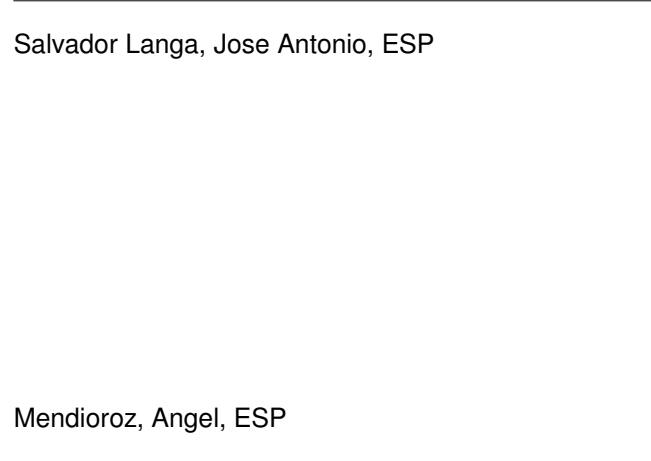 Salvador Langa, Jose Antonio, ESP
Mendioroz, Angel, ESP